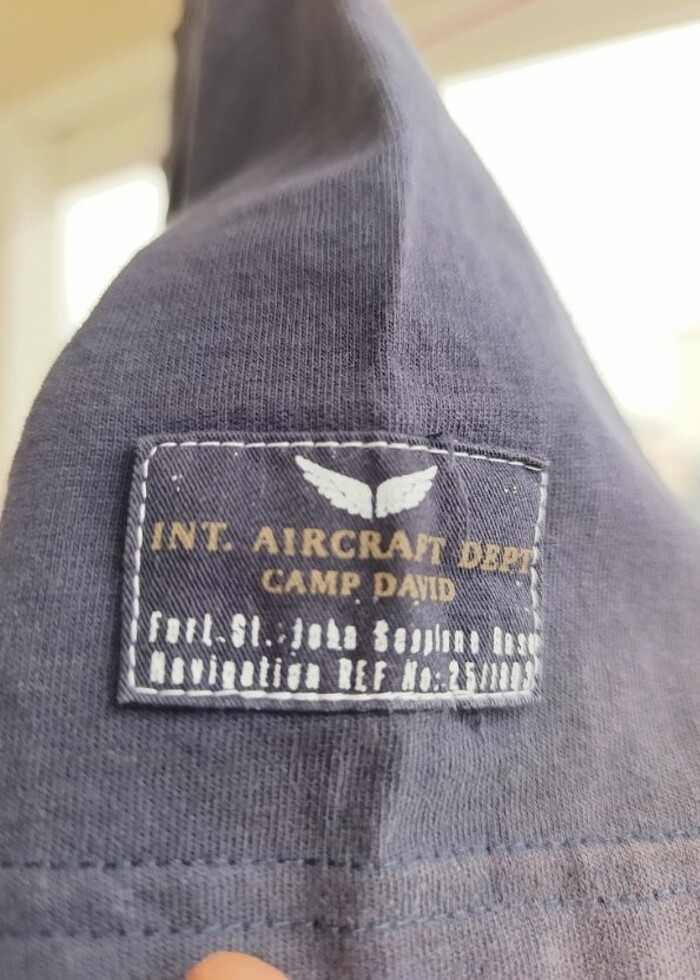 INT. AIRCRAFT DEPT
CAMP DAVID
Fort.St.:John Seaplane Base
Navigation REF No:.25/